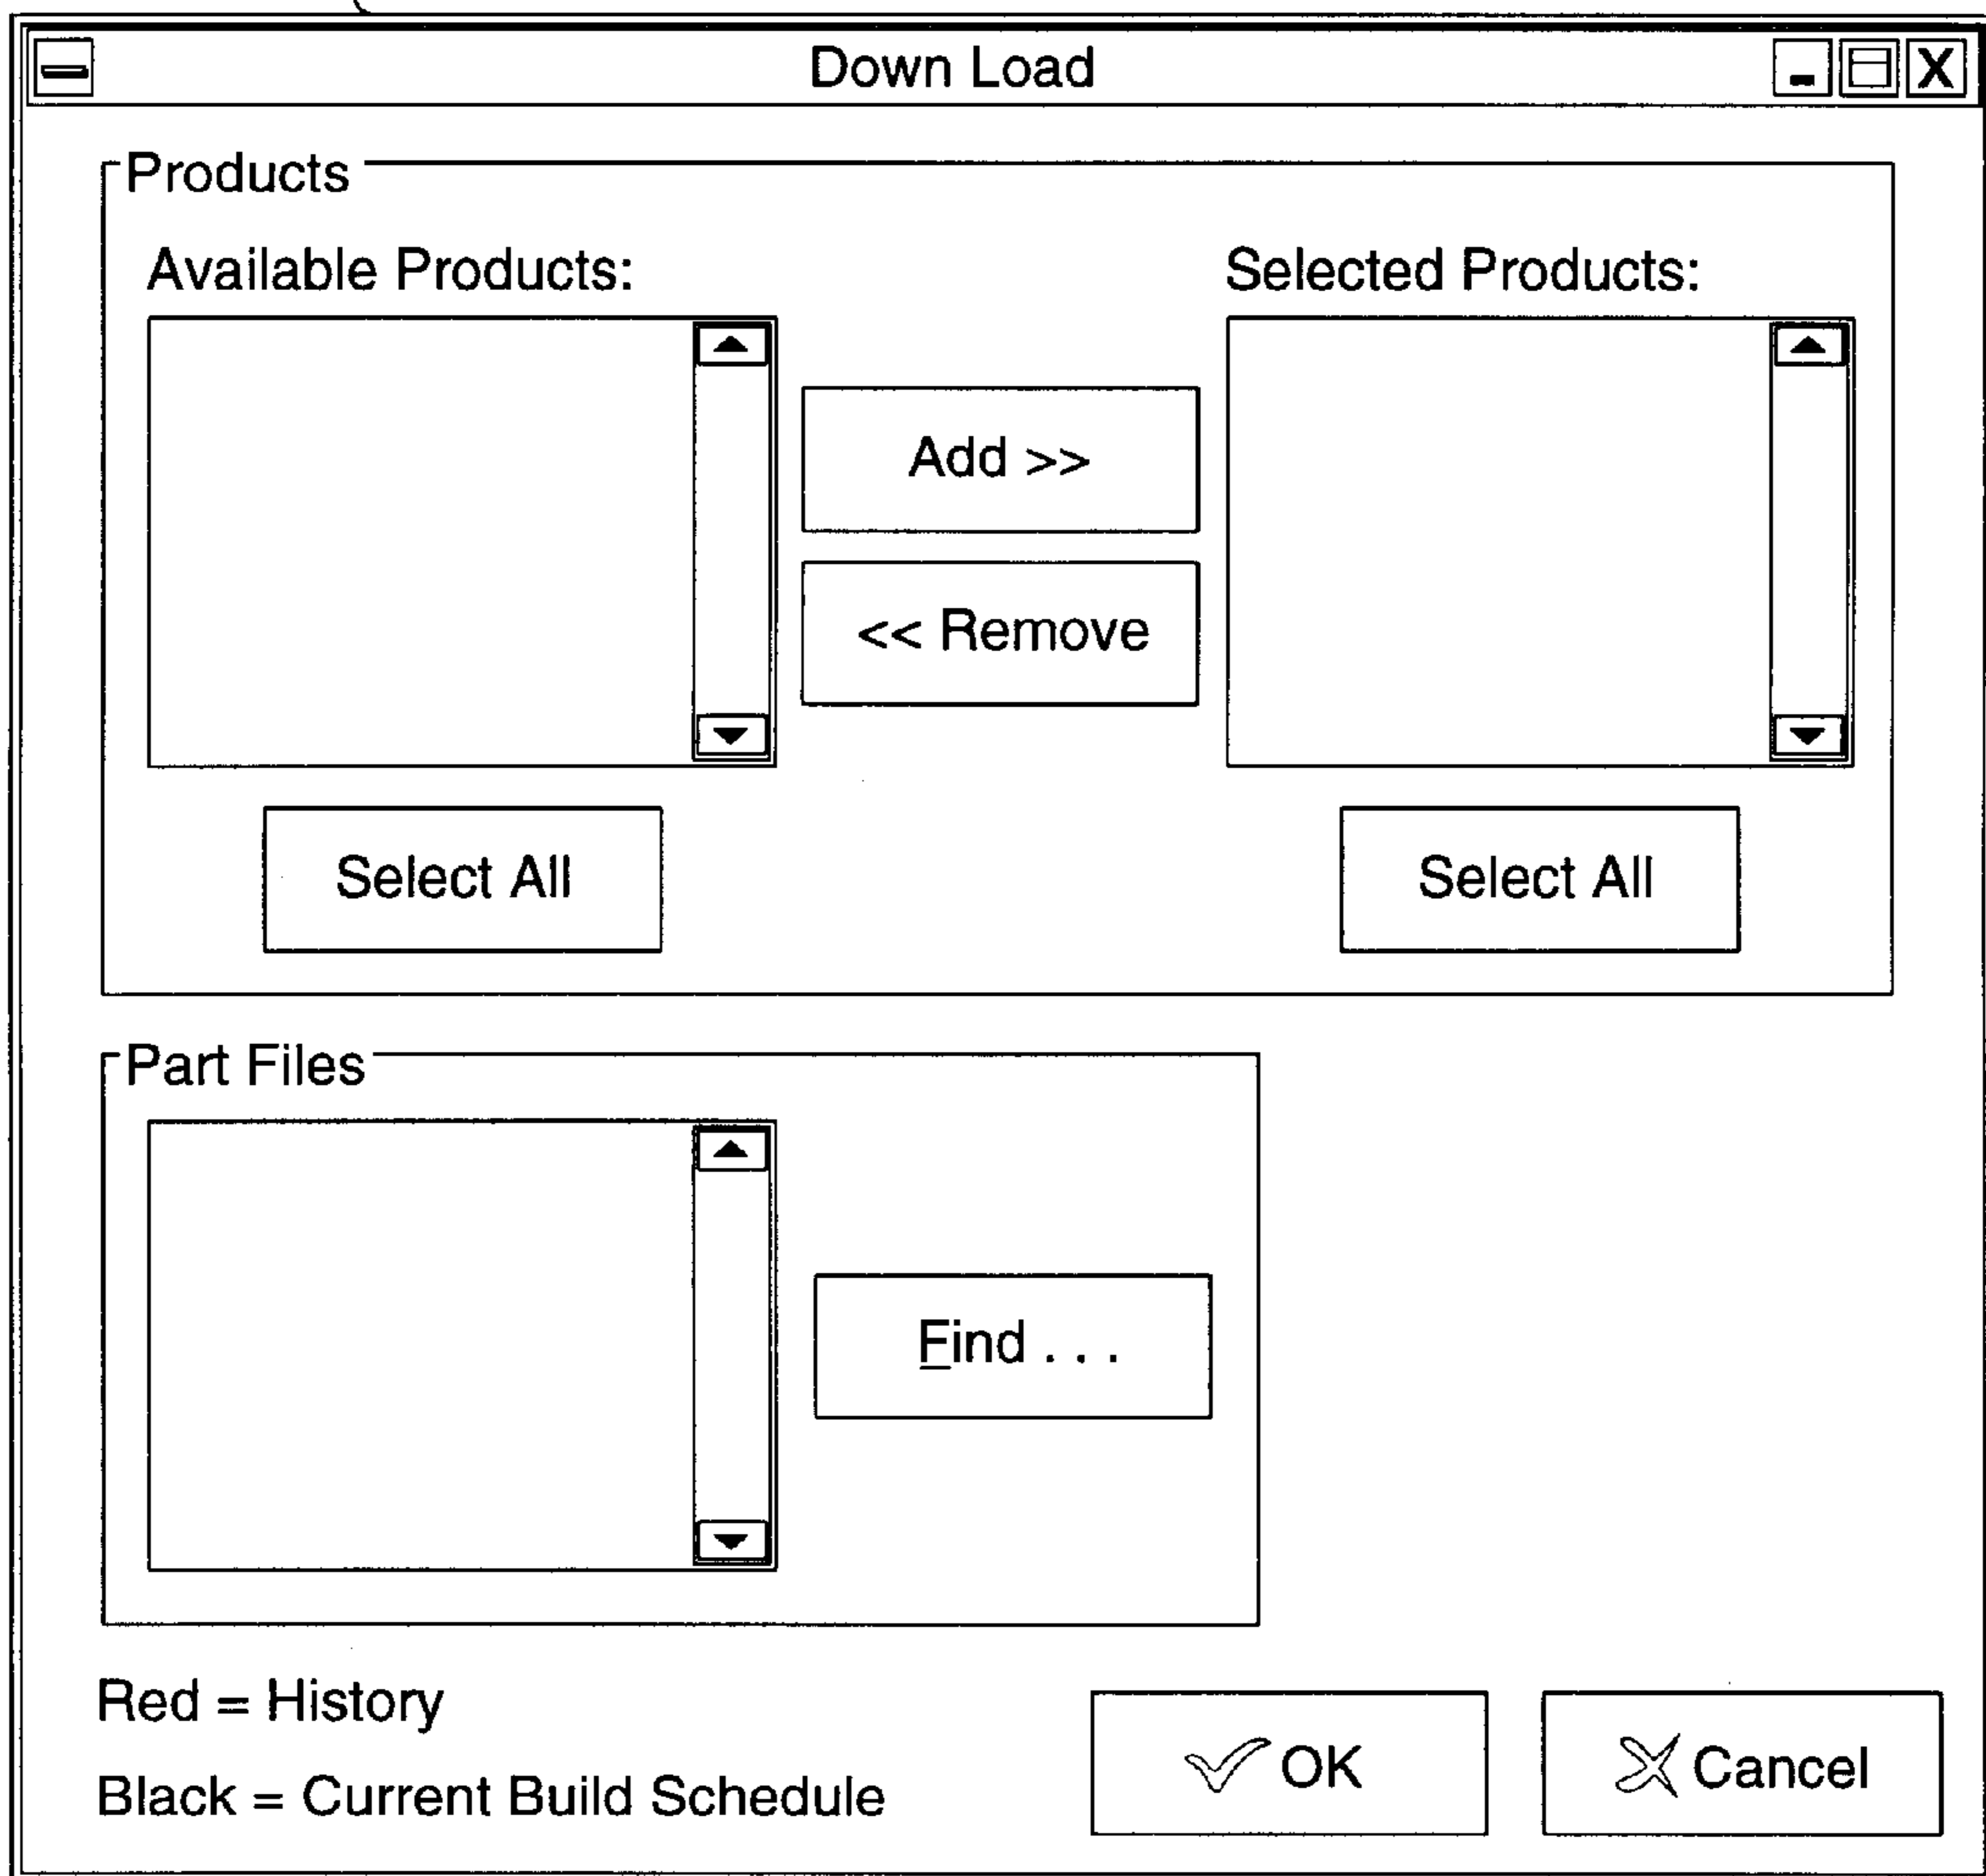 Down Load
Products
Available Products:
Selected Products:
Add >>
<< Remove
Select All
Select All
Part Files
Find . . .
Red = History
Black = Current Build Schedule
OK
Cancel